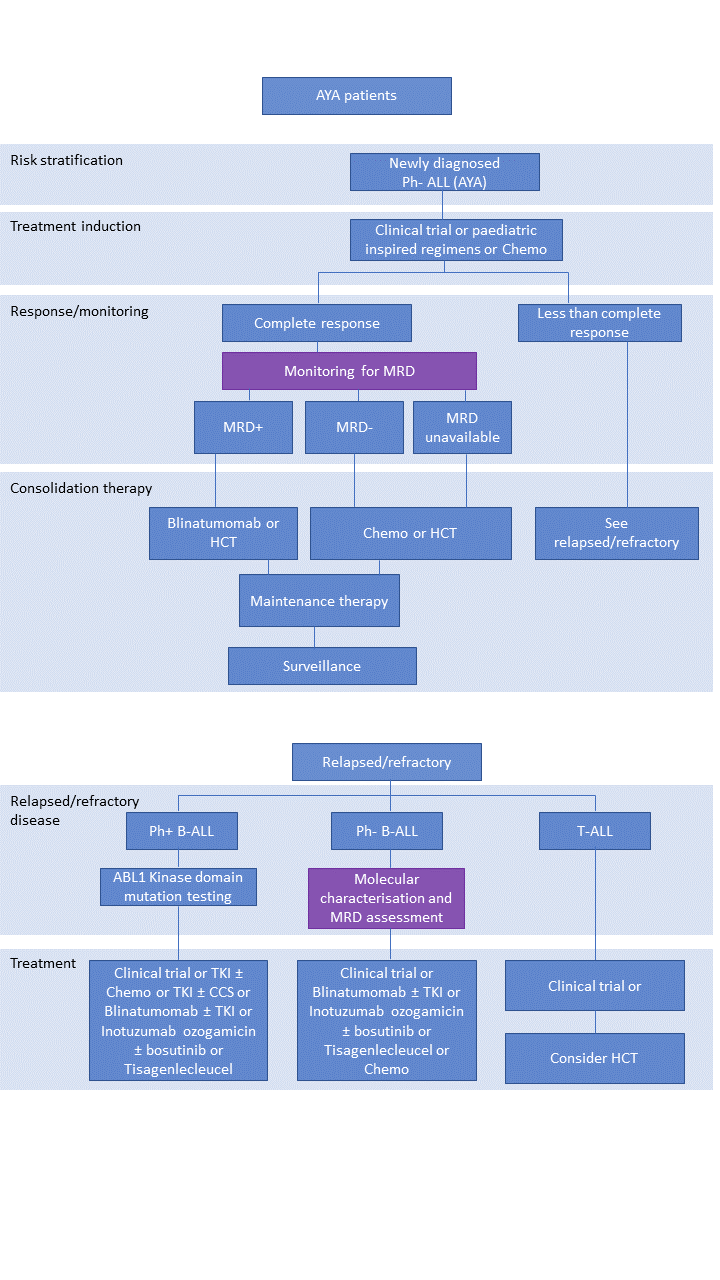 AYA patients
Risk stratification
Newly diagnosed
Ph- ALL (AYA)
Treatment induction
Clinical trial or paediatric
inspired regimens or Chemo
Response/monitoring
Complete response
Less than complete
response
Monitoring for MRD
MRD+
MRD-
MRD
unavailable
Consolidation therapy
Blinatumomab or
HCT
Chemo or HCT
See
relapsed/refractory
Maintenance therapy
Surveillance
Relapsed/refractory
Relapsed/refractory
disease
Ph+ B-ALL
Ph- B-ALL
T-ALL
ABL1 Kinase domain
mutation testing
Molecular
characterisation and
MRD assessment
Treatment
Clinical trial or TKI ±
Chemo or TKI ± CCS or
Blinatumomab ± TKI or
Inotuzumab ozogamicin
± bosutinib or
Tisagenlecleucel
Clinical trial or
Blinatumomab ± TKI or
Inotuzumab ozogamicin
± bosutinib or
Tisagenlecleucel or
Chemo
Clinical trial or
Consider HCT